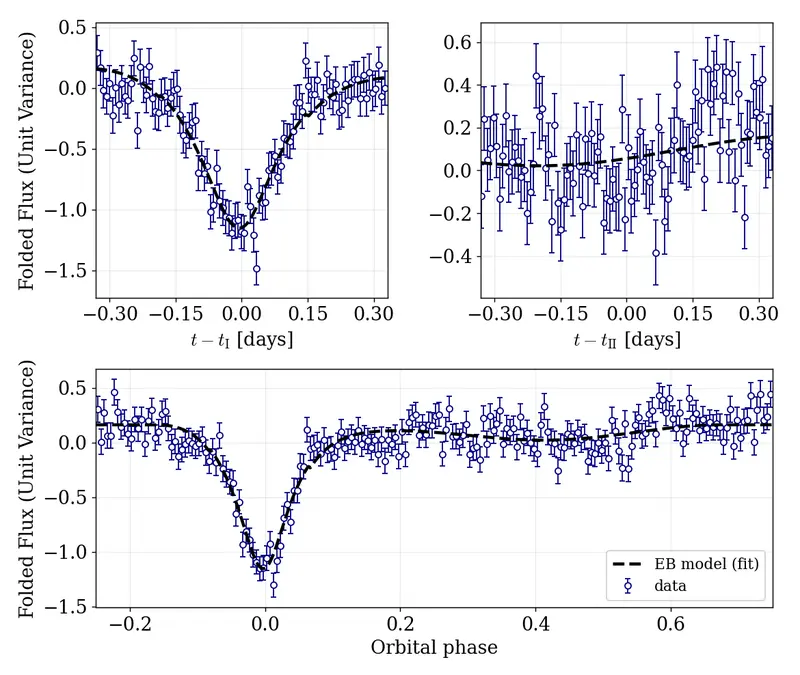 Folded Flux (Unit Variance)
0.5
0.0
−0.5
−1.0
−1.5
−0.30 −0.15 0.00 0.15 0.30
t − tI [days]
0.6
0.4
0.2
0.0
−0.2
−0.4
−0.30 −0.15 0.00 0.15 0.30
t − tII [days]
Folded Flux (Unit Variance)
0.5
0.0
−0.5
−1.0
−1.5
−0.2 0.0 0.2 0.4 0.6
Orbital phase
EB model (fit)
data